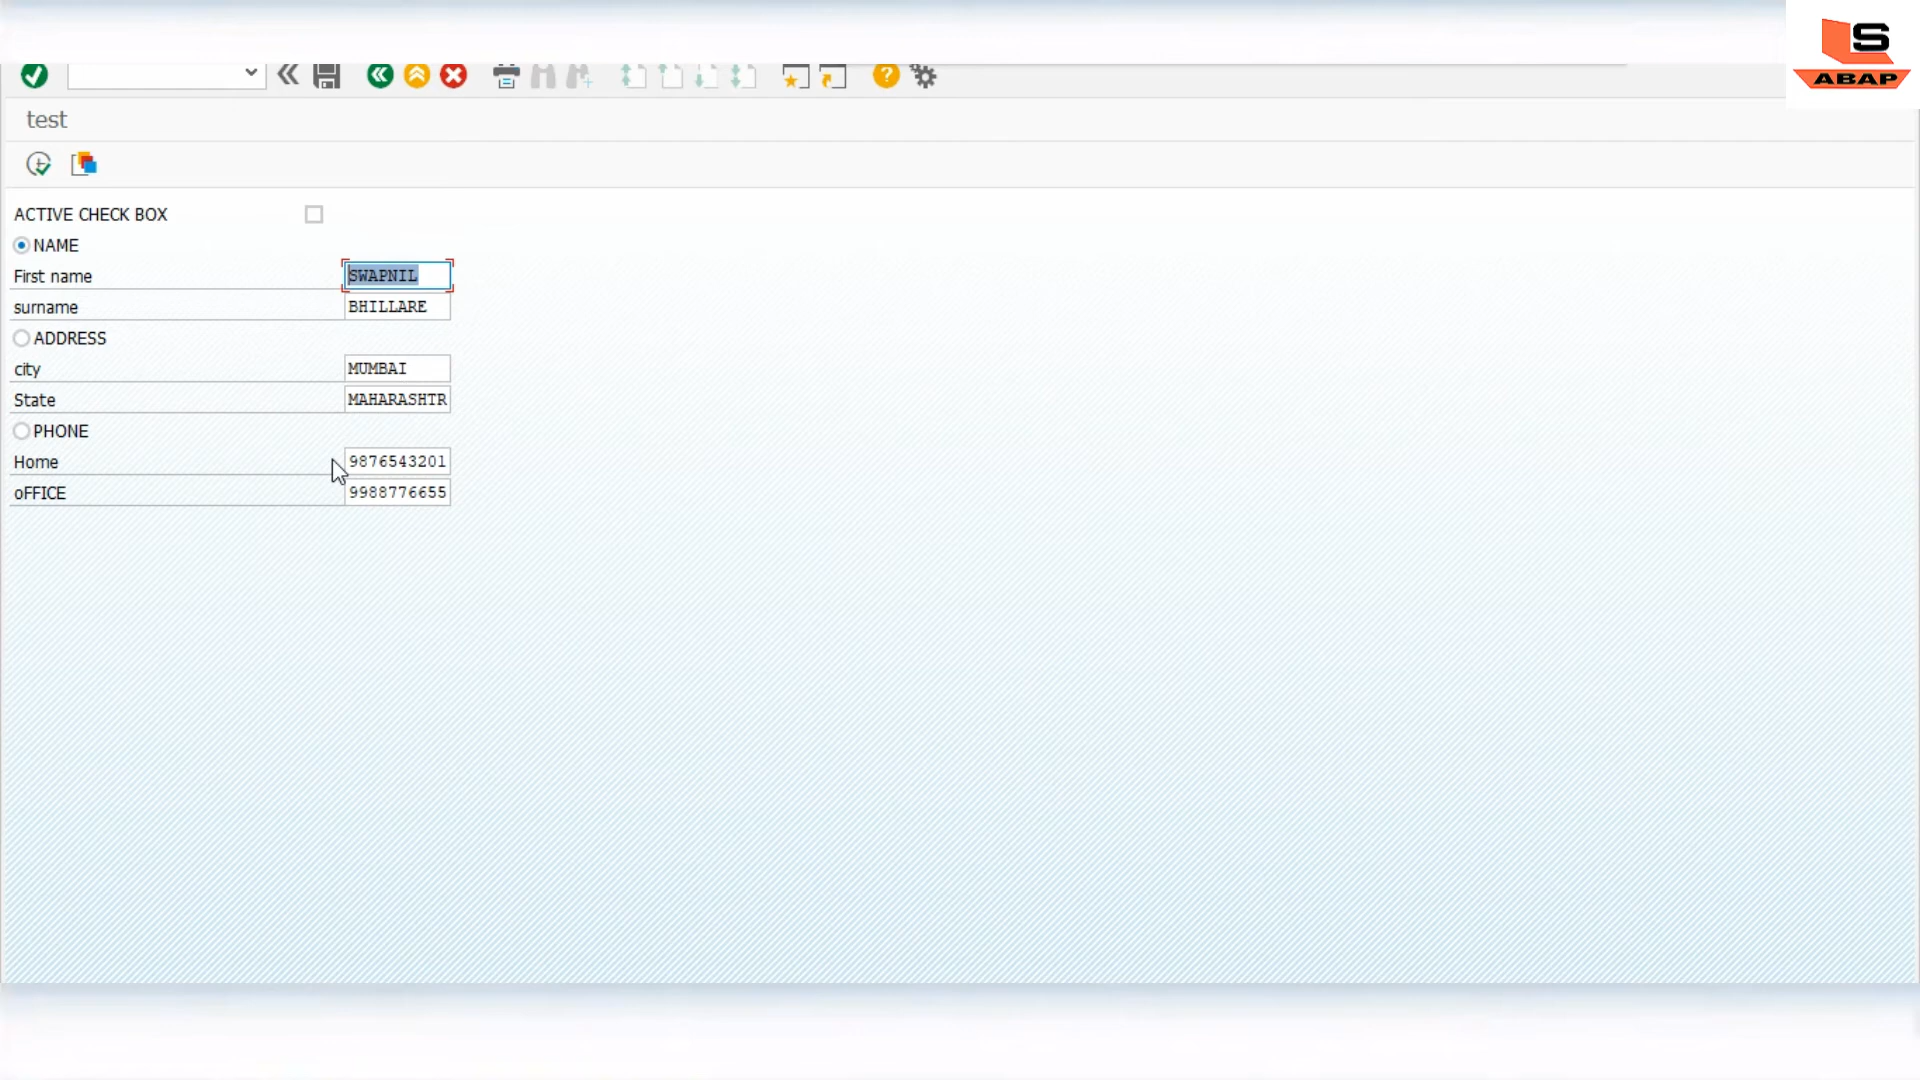 S
ABAP
test
ACTIVE CHECK BOX
NAME
First name SWAPNIL
surname BHILLARE
ADDRESS
city MUMBAI
State MAHARASHTR
PHONE
Home 9876543201
oFFICE 9988776655